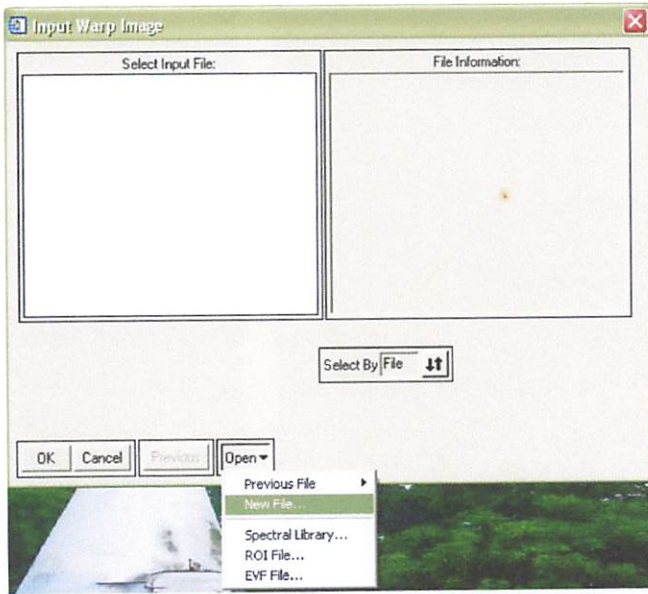 Input Warp Image
Select Input File:
File Information:
Select By File
OK Cancel Previous Open
Previous File
New File...
Spectral Library...
ROI File...
EVF File...